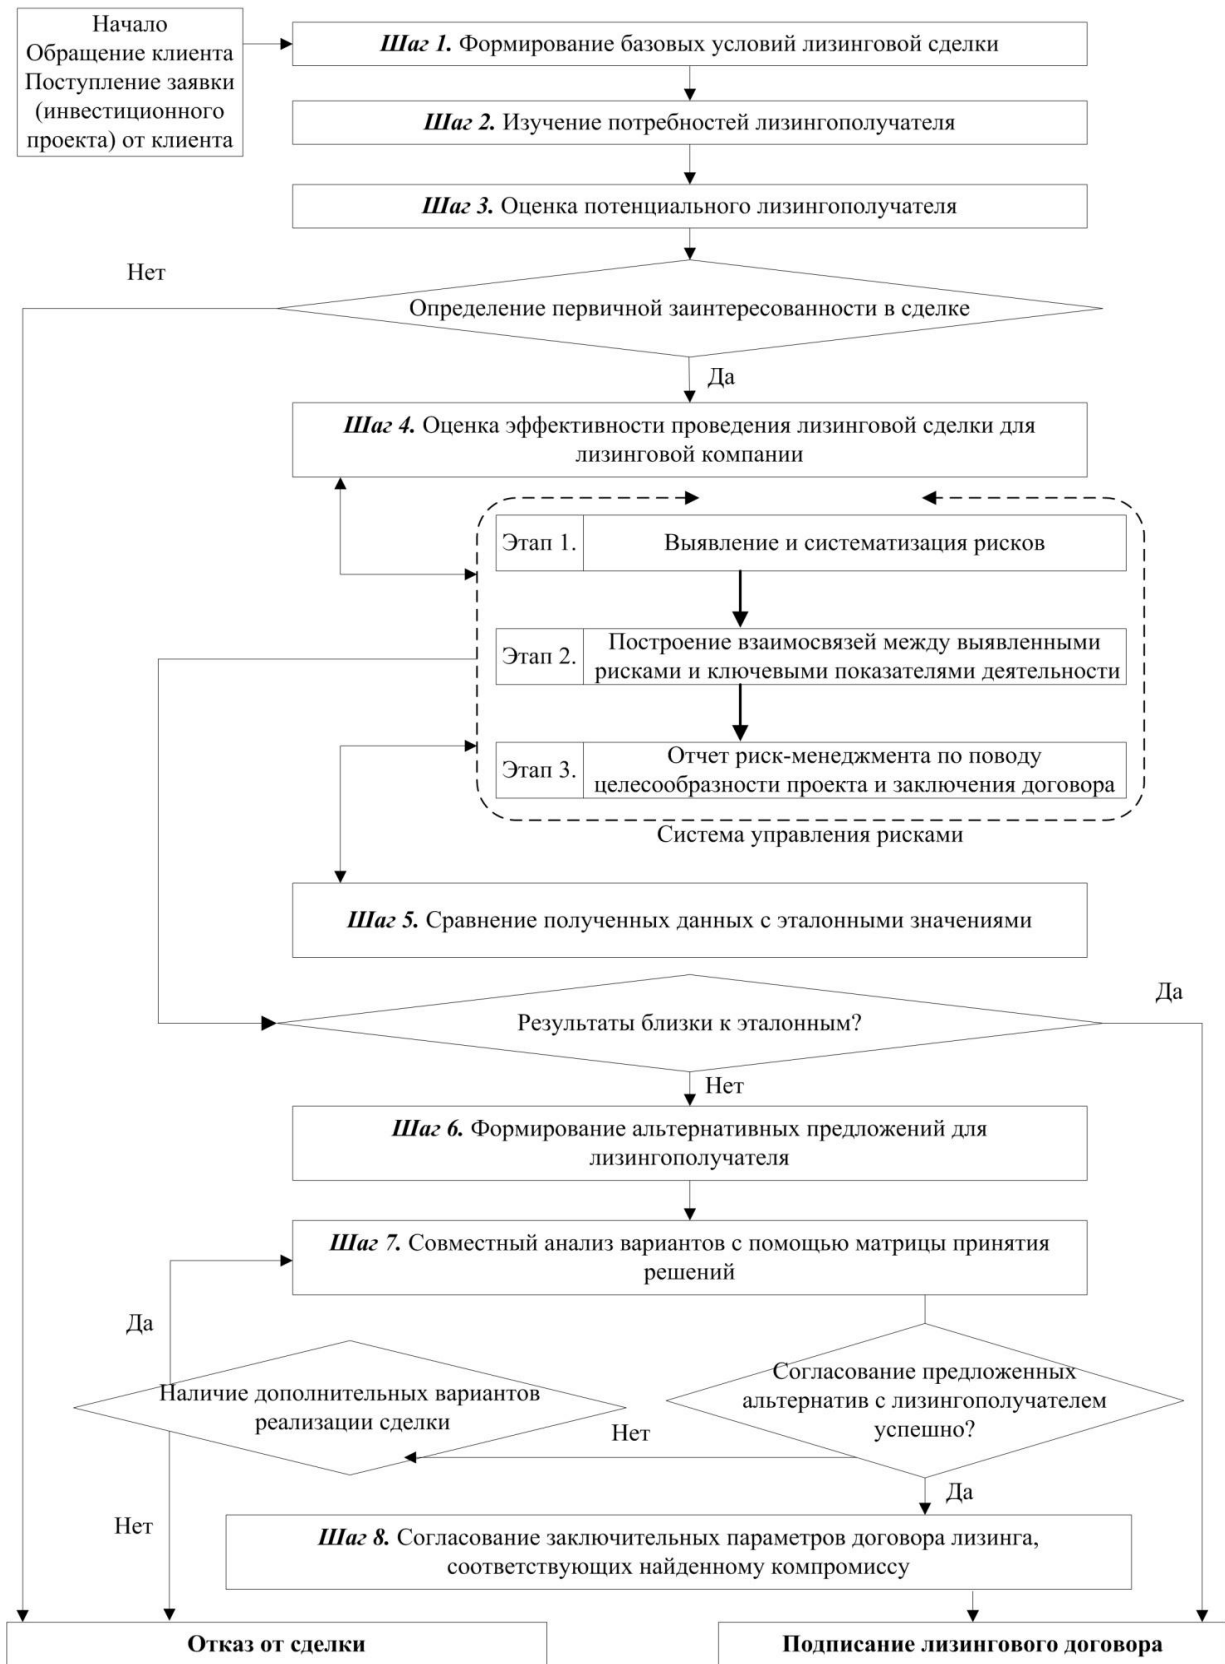 Начало
Обращение клиента
Поступление заявки
(инвестиционного
проекта) от клиента
Шаг 1. Формирование базовых условий лизинговой сделки
Шаг 2. Изучение потребностей лизингополучателя
Шаг 3. Оценка потенциального лизингополучателя
Нет
Определение первичной заинтересованности в сделке
Да
Шаг 4. Оценка эффективности проведения лизинговой сделки для
лизинговой компании
Этап 1.
Выявление и систематизация рисков
Этап 2.
Построение взаимосвязей между выявленными
рисками и ключевыми показателями деятельности
Этап 3.
Отчет риск-менеджмента по поводу
целесообразности проекта и заключения договора
Система управления рисками
Шаг 5. Сравнение полученных данных с эталонными значениями
Результаты близки к эталонным?
Да
Нет
Шаг 6. Формирование альтернативных предложений для
лизингополучателя
Шаг 7. Совместный анализ вариантов с помощью матрицы принятия
решений
Да
Наличие дополнительных вариантов
реализации сделки
Согласование предложенных
альтернатив с лизингополучателем
успешно?
Нет
Да
Нет
Шаг 8. Согласование заключительных параметров договора лизинга,
соответствующих найденному компромиссу
Отказ от сделки
Подписание лизингового договора